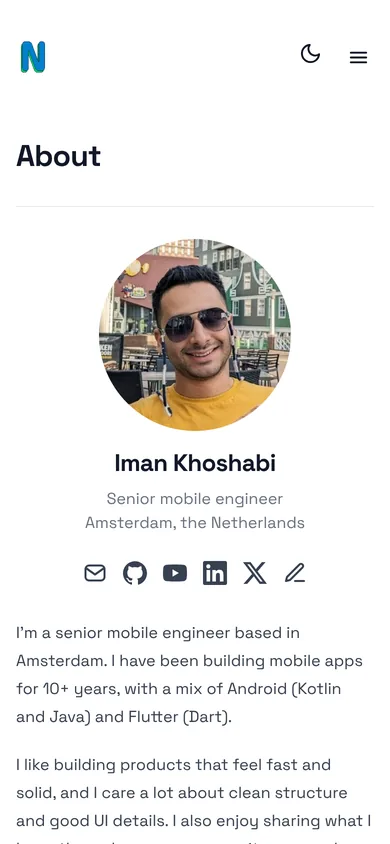 N
About
Iman Khoshabi
Senior mobile engineer
Amsterdam, the Netherlands
I'm a senior mobile engineer based in
Amsterdam. I have been building mobile apps
for 10+ years, with a mix of Android (Kotlin
and Java) and Flutter (Dart).
I like building products that feel fast and
solid, and I care a lot about clean structure
and good UI details. I also enjoy sharing what I